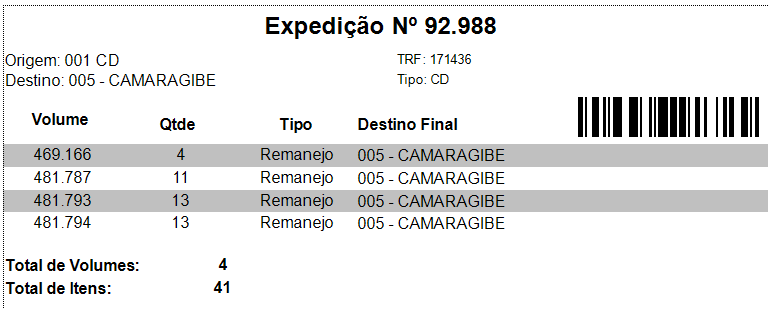 Expedição Nº 92.988
Origem: 001 CD TRF: 171436
Destino: 005 - CAMARAGIBE Tipo: CD
Volume Qtde Tipo Destino Final
469.166 4 Remanejo 005 - CAMARAGIBE
481.787 11 Remanejo 005 - CAMARAGIBE
481.793 13 Remanejo 005 - CAMARAGIBE
481.794 13 Remanejo 005 - CAMARAGIBE
Total de Volumes: 4
Total de Itens: 41